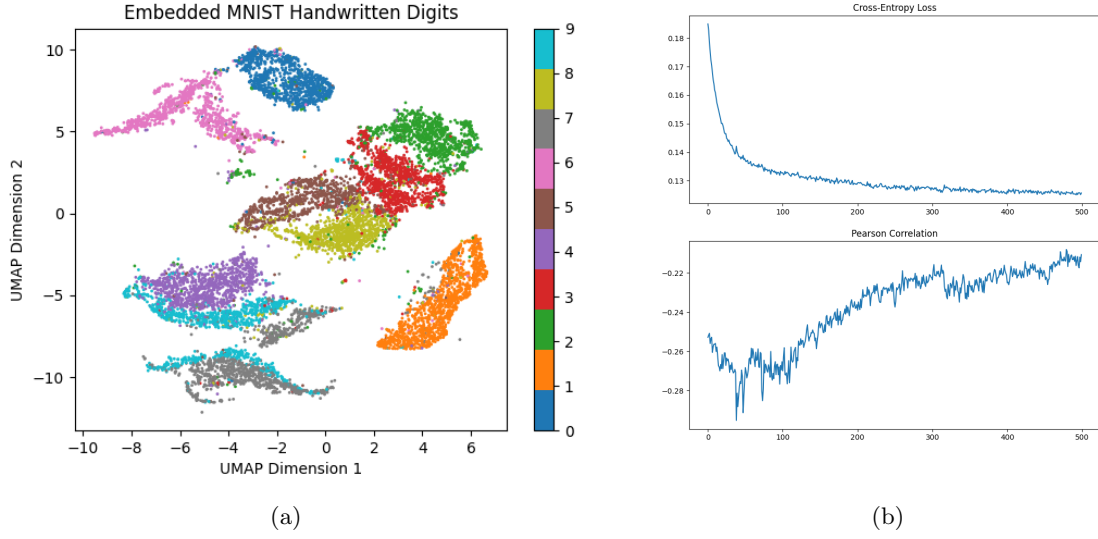 Embedded MNIST Handwritten Digits
10
5
0
−5
−10
UMAP Dimension 2
−10 −8 −6 −4 −2 0 2 4 6
UMAP Dimension 1
9
8
7
6
5
4
3
2
1
0
(a)
Cross-Entropy Loss
0.18
0.17
0.16
0.15
0.14
0.13
0 100 200 300 400 500
Pearson Correlation
−0.22
−0.24
−0.26
−0.28
0 100 200 300 400 500
(b)